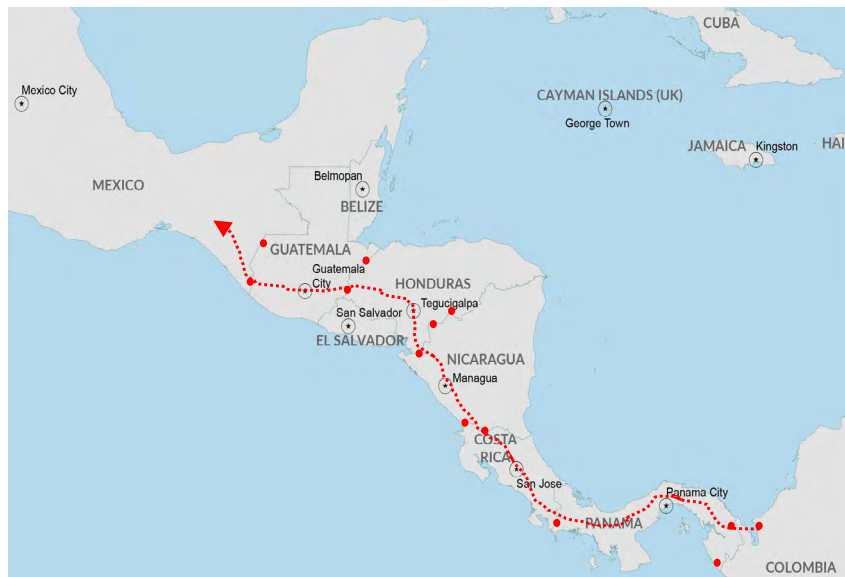 CUBA
Mexico City
CAYMAN ISLANDS (UK)
George Town
JAMAICA
Kingston
HAI
MEXICO
Belmopan
BELIZE
GUATEMALA
Guatemala
City
HONDURAS
Tegucigalpa
San Salvador
EL SALVADOR
NICARAGUA
Managua
COSTA
RICA
San Jose
Panama City
PANAMA
COLOMBIA